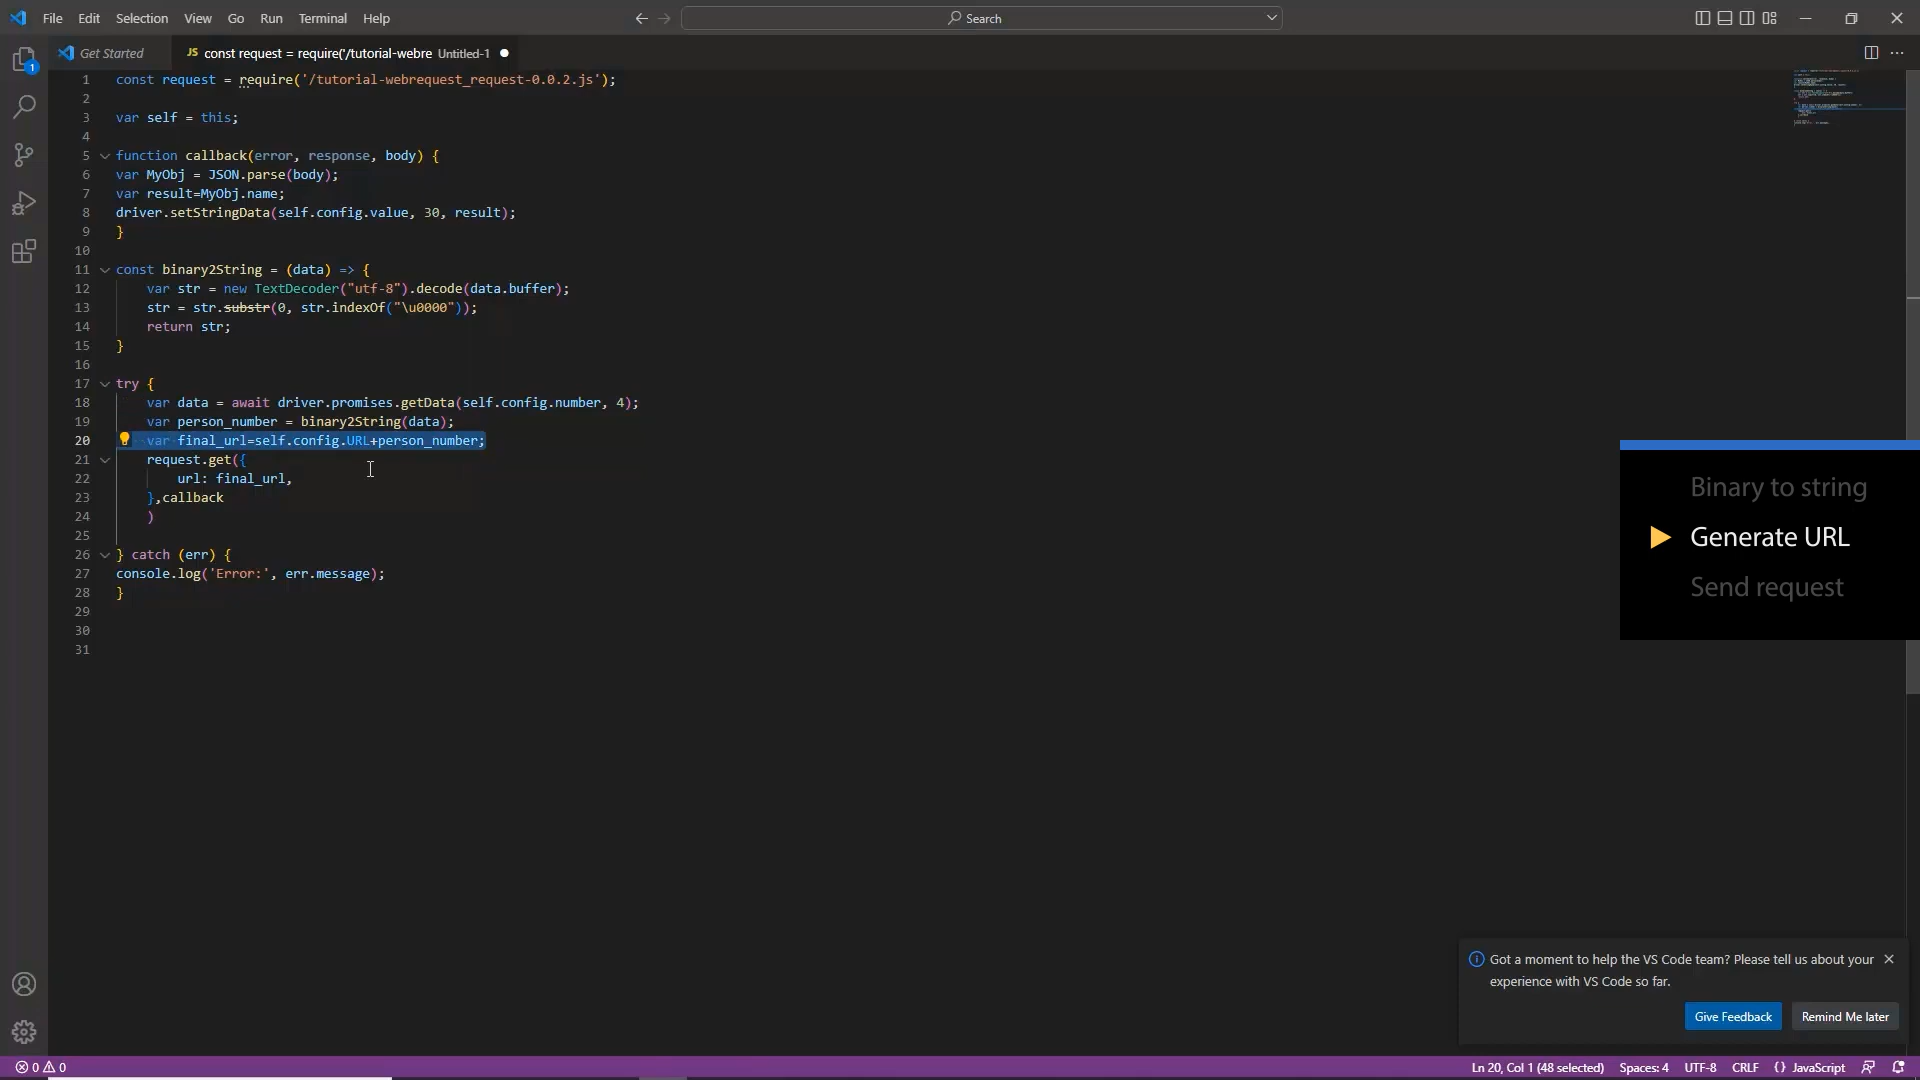 File Edit Selection View Go Run Terminal Help
Search
Get Started
JS const request = require('/tutorial-webre Untitled-1
1 const request = require('/tutorial-webrequest_request-0.0.2.js');
2
3 var self = this;
4
5 function callback(error, response, body) {
6 var MyObj = JSON.parse(body);
7 var result=MyObj.name;
8 driver.setStringData(self.config.value, 30, result);
9 }
10
11 const binary2String = (data) => {
12 var str = new TextDecoder("utf-8").decode(data.buffer);
13 str = str.substr(0, str.indexOf("\u0000"));
14 return str;
15 }
16
17 try {
18 var data = await driver.promises.getData(self.config.number, 4);
19 var person_number = binary2String(data);
20 var final_url=self.config.URL+person_number;
21 request.get({
22 url: final_url,
23 },callback
24 )
25
26 } catch (err) {
27 console.log('Error:', err.message);
28 }
29
30
31
1
Binary to string
Generate URL
Send request
Got a moment to help the VS Code team? Please tell us about your
experience with VS Code so far.
Give Feedback Remind Me later
0 0 Ln 20, Col 1 (48 selected) Spaces: 4 UTF-8 CRLF {} JavaScript